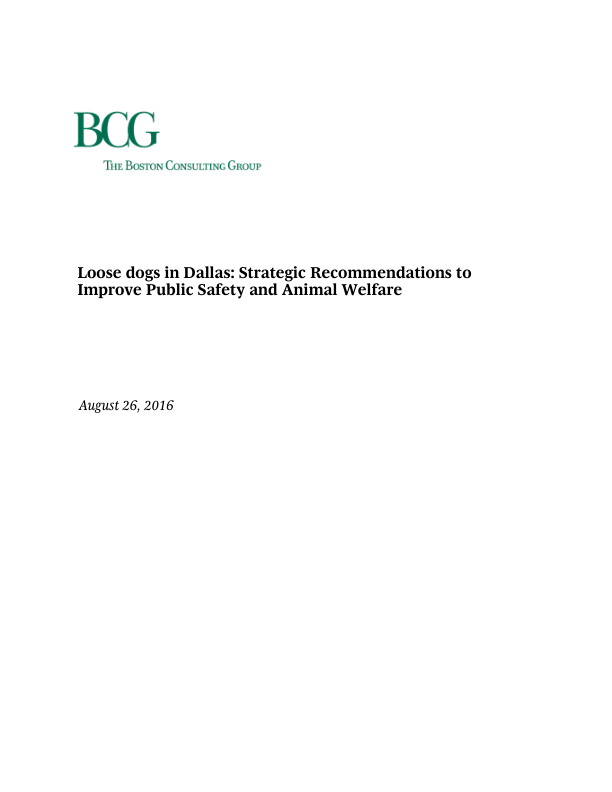 BCG
THE BOSTON CONSULTING GROUP
Loose dogs in Dallas: Strategic Recommendations to
Improve Public Safety and Animal Welfare
August 26, 2016